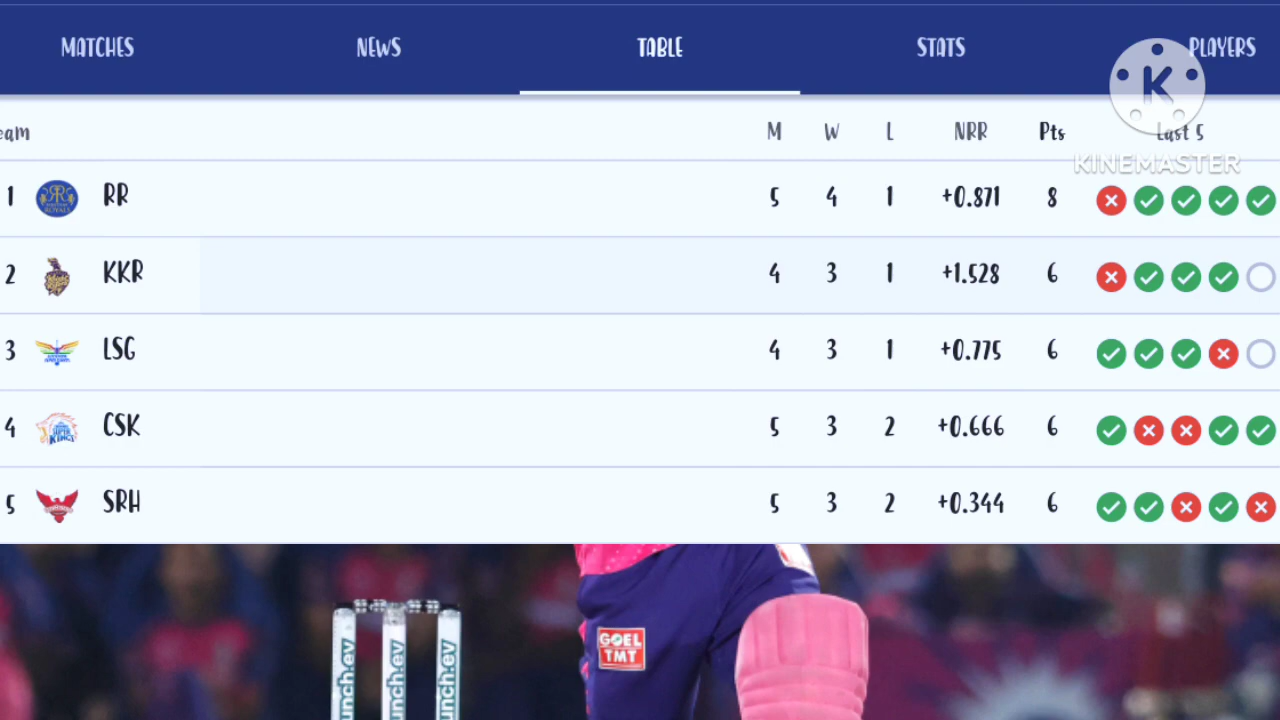 MATCHES NEWS TABLE STATS PLAYERS
eam M W L NRR Pts Last 5
KINEMASTER
1 RR 5 4 1 +0.871 8
2 KKR 4 3 1 +1.528 6
3 LSG 4 3 1 +0.775 6
4 CSK 5 3 2 +0.666 6
5 SRH 5 3 2 +0.344 6
GOEL
TMT
unch.ev
unch.ev
unch.ev